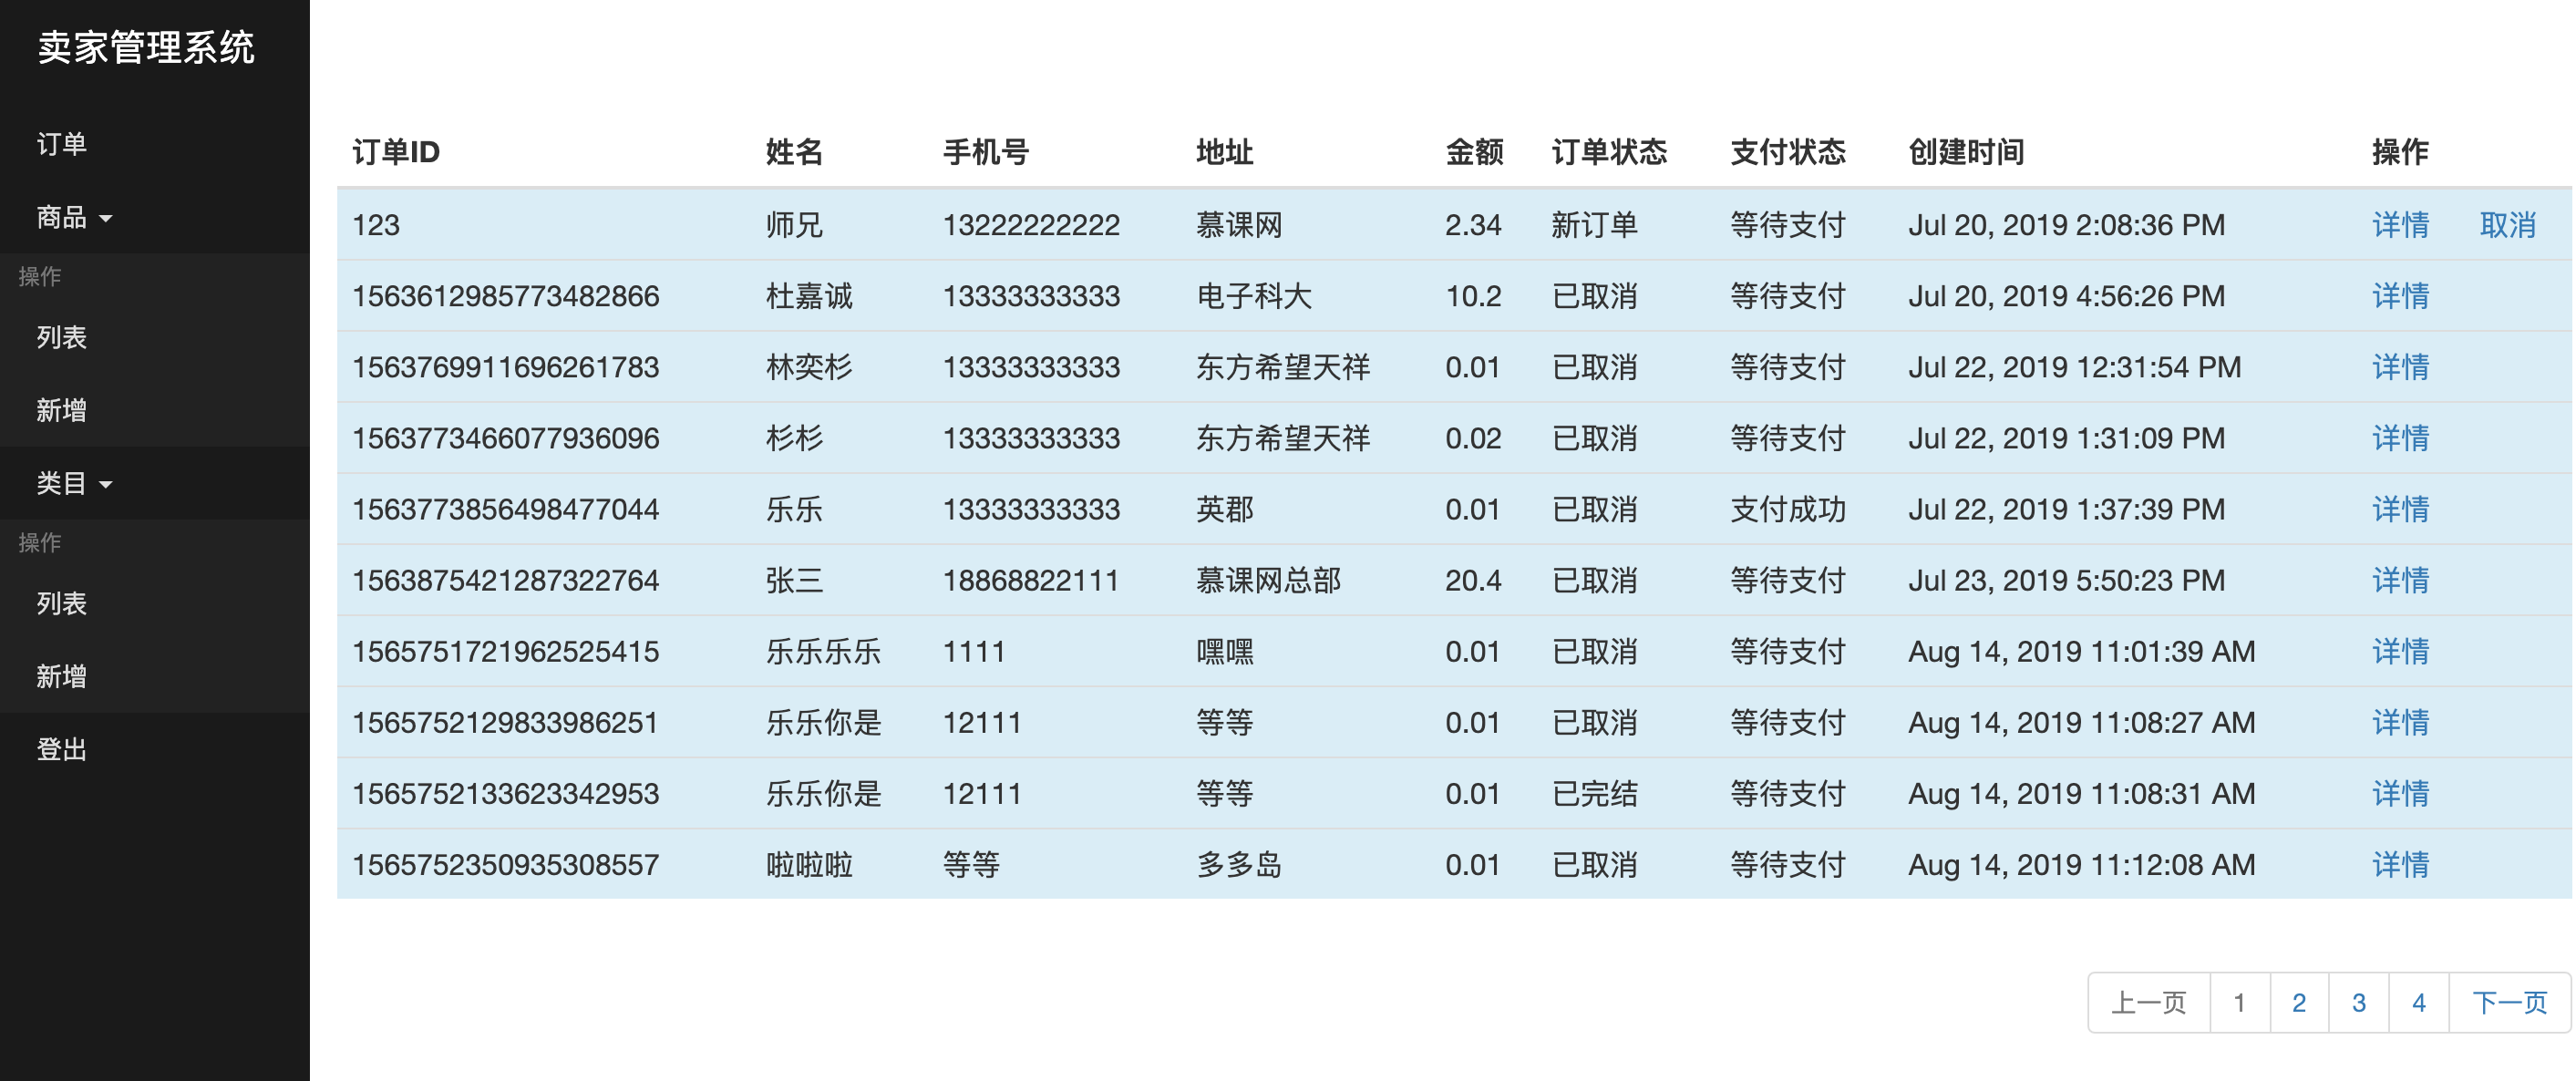 卖家管理系统
订单
商品
操作
列表
新增
类目
操作
列表
新增
登出
订单ID 姓名 手机号 地址 金额 订单状态 支付状态 创建时间 操作
123 师兄 13222222222 慕课网 2.34 新订单 等待支付 Jul 20, 2019 2:08:36 PM 详情 取消
1563612985773482866 杜嘉诚 13333333333 电子科大 10.2 已取消 等待支付 Jul 20, 2019 4:56:26 PM 详情
1563769911696261783 林奕杉 13333333333 东方希望天祥 0.01 已取消 等待支付 Jul 22, 2019 12:31:54 PM 详情
1563773466077936096 杉杉 13333333333 东方希望天祥 0.02 已取消 等待支付 Jul 22, 2019 1:31:09 PM 详情
1563773856498477044 乐乐 13333333333 英郡 0.01 已取消 支付成功 Jul 22, 2019 1:37:39 PM 详情
1563875421287322764 张三 18868822111 慕课网总部 20.4 已取消 等待支付 Jul 23, 2019 5:50:23 PM 详情
1565751721962525415 乐乐乐乐 1111 嘿嘿 0.01 已取消 等待支付 Aug 14, 2019 11:01:39 AM 详情
1565752129833986251 乐乐你是 12111 等等 0.01 已取消 等待支付 Aug 14, 2019 11:08:27 AM 详情
1565752133623342953 乐乐你是 12111 等等 0.01 已完结 等待支付 Aug 14, 2019 11:08:31 AM 详情
1565752350935308557 啦啦啦 等等 多多岛 0.01 已取消 等待支付 Aug 14, 2019 11:12:08 AM 详情
上一页 1 2 3 4 下一页